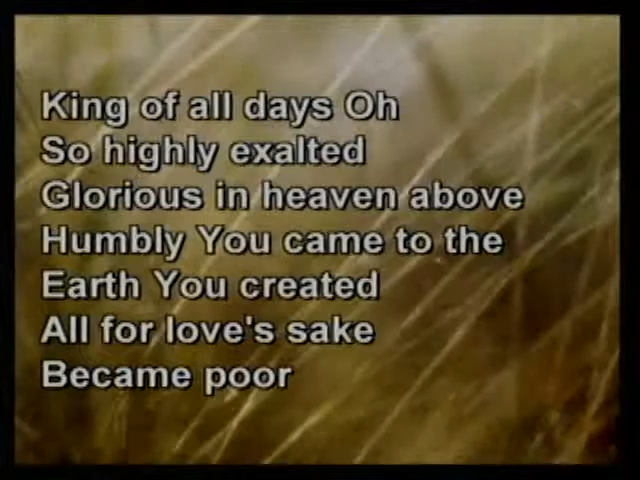 King of all days Oh
So highly exalted
Glorious in heaven above
Humbly You came to the
Earth You created
All for love's sake
Became poor